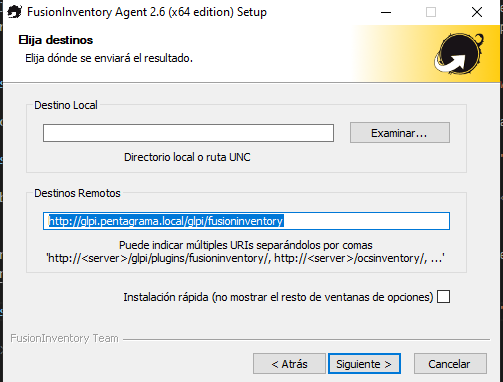 FusionInventory Agent 2.6 (x64 edition) Setup
Elija destinos
Elija dónde se enviará el resultado.
Destino Local
Examinar...
Directorio local o ruta UNC
Destinos Remotos
http://glpi.pentagrama.local/glpi/fusioninventory
Puede indicar múltiples URIs separándolos por comas
'http://<server>/glpi/plugins/fusioninventory/, http://<server>/ocsinventory/, ...'
Instalación rápida (no mostrar el resto de ventanas de opciones)
FusionInventory Team
< Atrás
Siguiente >
Cancelar